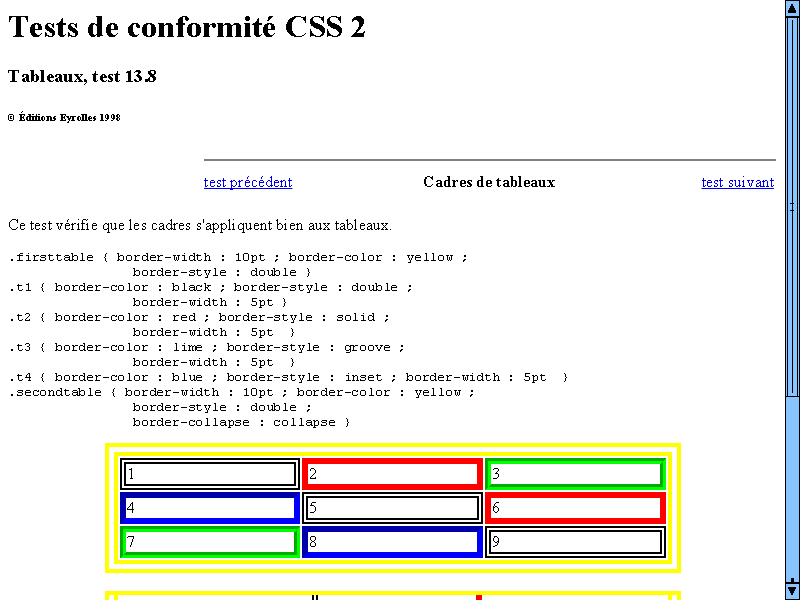 Tests de conformité CSS 2
Tableaux, test 13.8
© Éditions Eyrolles 1998
test précédent Cadres de tableaux test suivant
Ce test vérifie que les cadres s'appliquent bien aux tableaux.
.firsttable { border-width : 10pt ; border-color : yellow ;
border-style : double }
.t1 { border-color : black ; border-style : double ;
border-width : 5pt }
.t2 { border-color : red ; border-style : solid ;
border-width : 5pt }
.t3 { border-color : lime ; border-style : groove ;
border-width : 5pt }
.t4 { border-color : blue ; border-style : inset ; border-width : 5pt }
.secondtable { border-width : 10pt ; border-color : yellow ;
border-style : double ;
border-collapse : collapse }
1 2 3
4 5 6
7 8 9